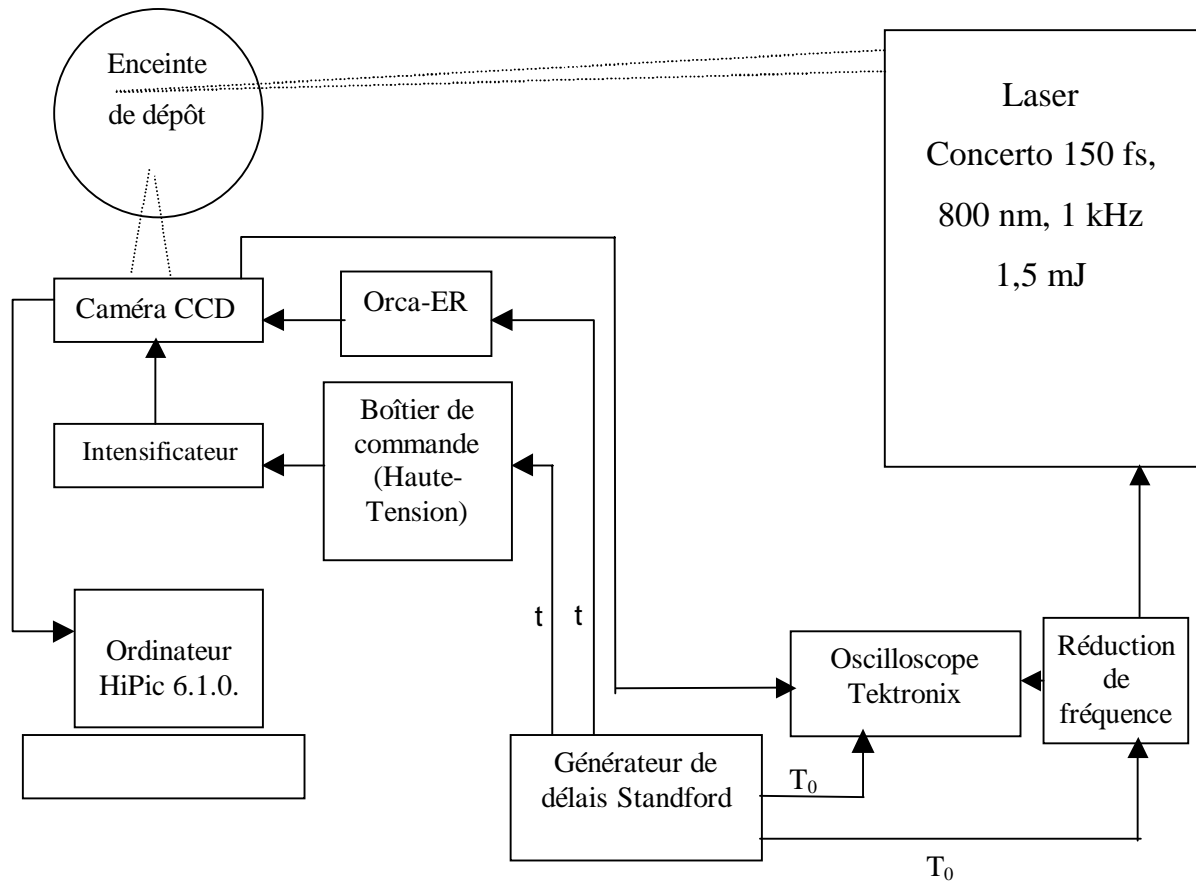 Enceinte
de dépôt
Laser
Concerto 150 fs,
800 nm, 1 kHz
1,5 mJ
Caméra CCD
Orca-ER
Intensificateur
Boîtier de
commande
(Haute-
Tension)
t
t
Ordinateur
HiPic 6.1.0.
Oscilloscope
Tektronix
Réduction
de
fréquence
Générateur de
délais Standford
T₀
T₀